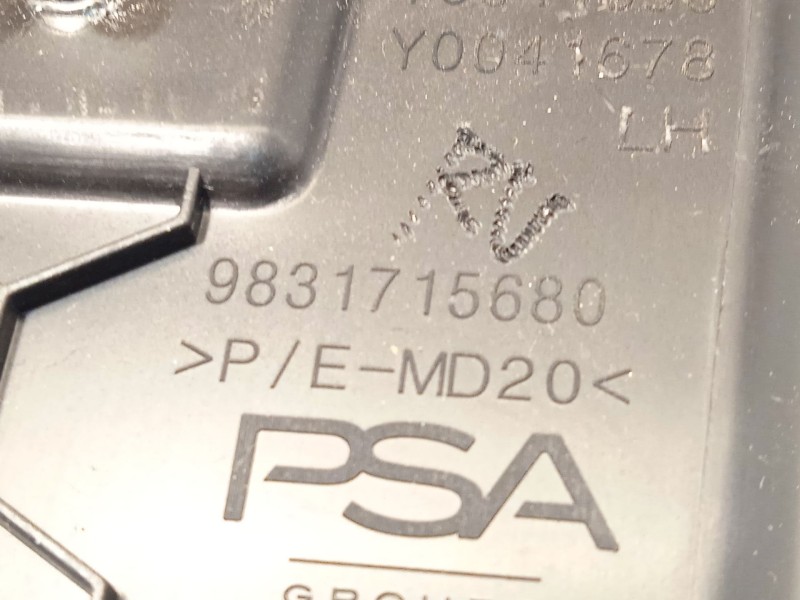 Y0041678
LH
9831715680
>P/E-MD20<
PSA